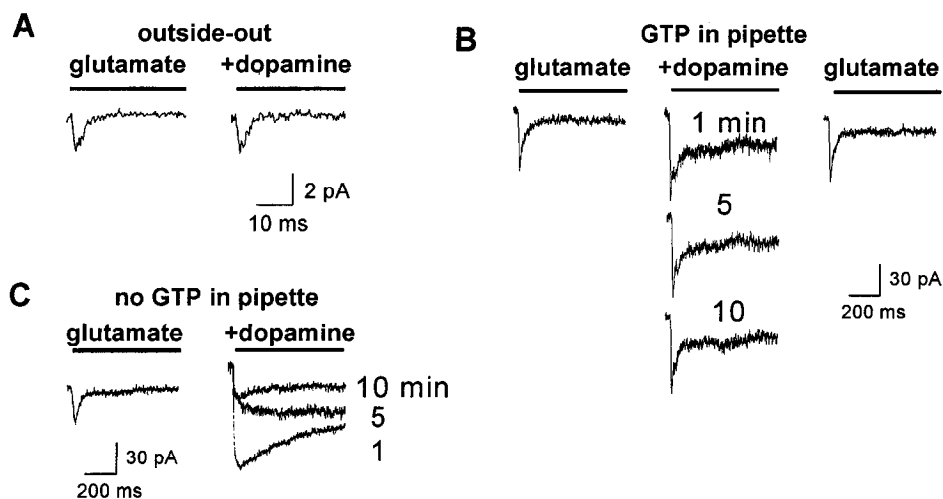 A
outside-out
glutamate +dopamine
2 pA
10 ms
B
GTP in pipette
glutamate +dopamine glutamate
1 min
5
10
30 pA
200 ms
C
no GTP in pipette
glutamate +dopamine
10 min
5
1
30 pA
200 ms